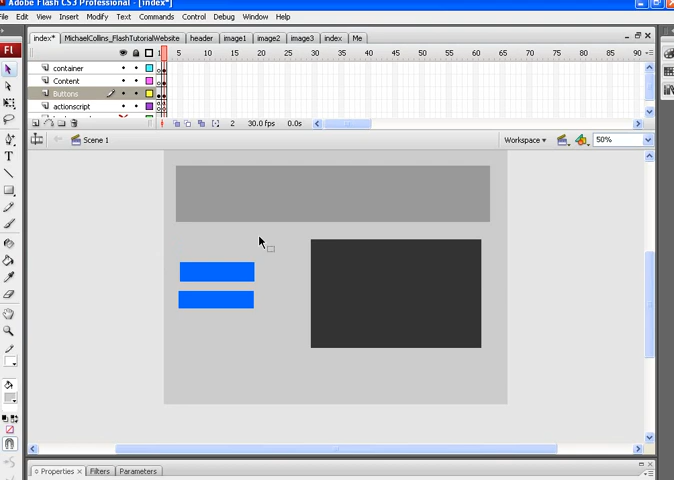 Adobe Flash CS3 Professional - [index*]
File Edit View Insert Modify Text Commands Control Debug Window Help
index* MichaelCollins_FlashTutorialWebsite header image1 image2 image3 index Me
1 5 10 15 20 25 30 35 40 45 50 55 60 65 70 75 80 85 90
container
Content
Buttons
actionscript
2 30.0 fps 0.0s
Scene 1 Workspace 50%
Fl
T
Properties × Filters Parameters